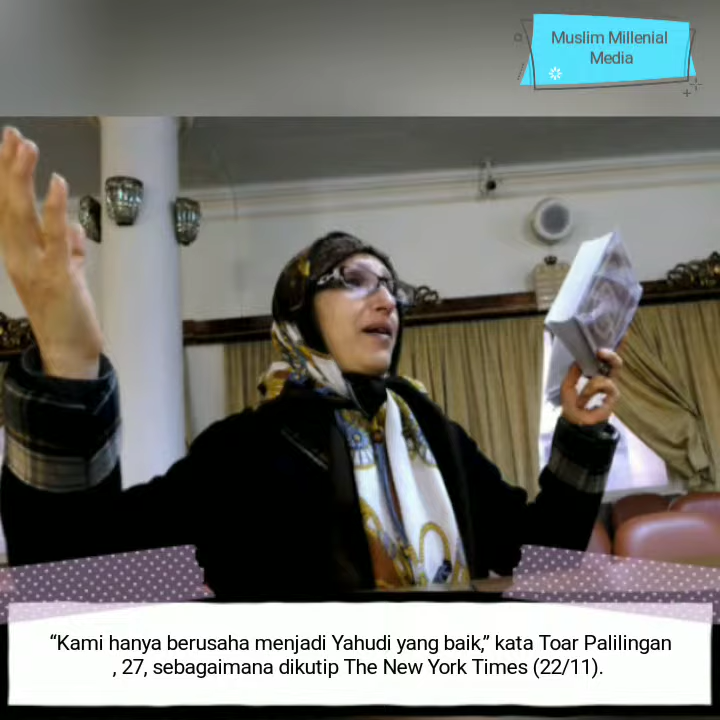 Muslim Millenial
Media
“Kami hanya berusaha menjadi Yahudi yang baik,” kata Toar Palilingan
, 27, sebagaimana dikutip The New York Times (22/11).